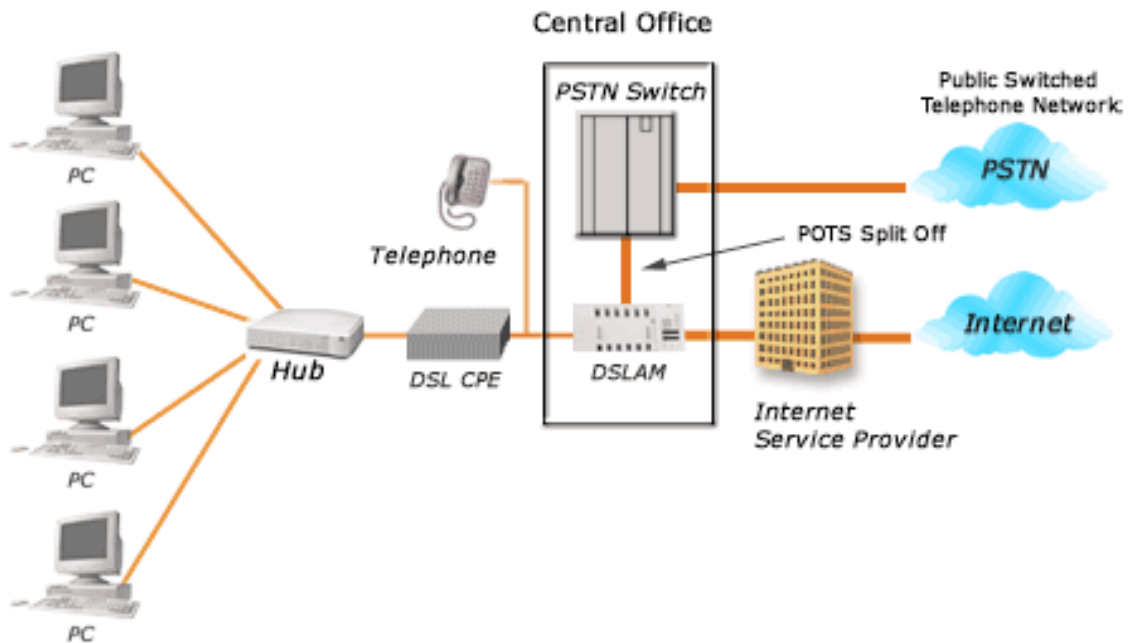 Central Office
PSTN Switch
Public Switched
Telephone Network
PSTN
PC
Telephone
POTS Split Off
PC
Internet
Hub
DSL CPE
DSLAM
Internet
Service Provider
PC
PC